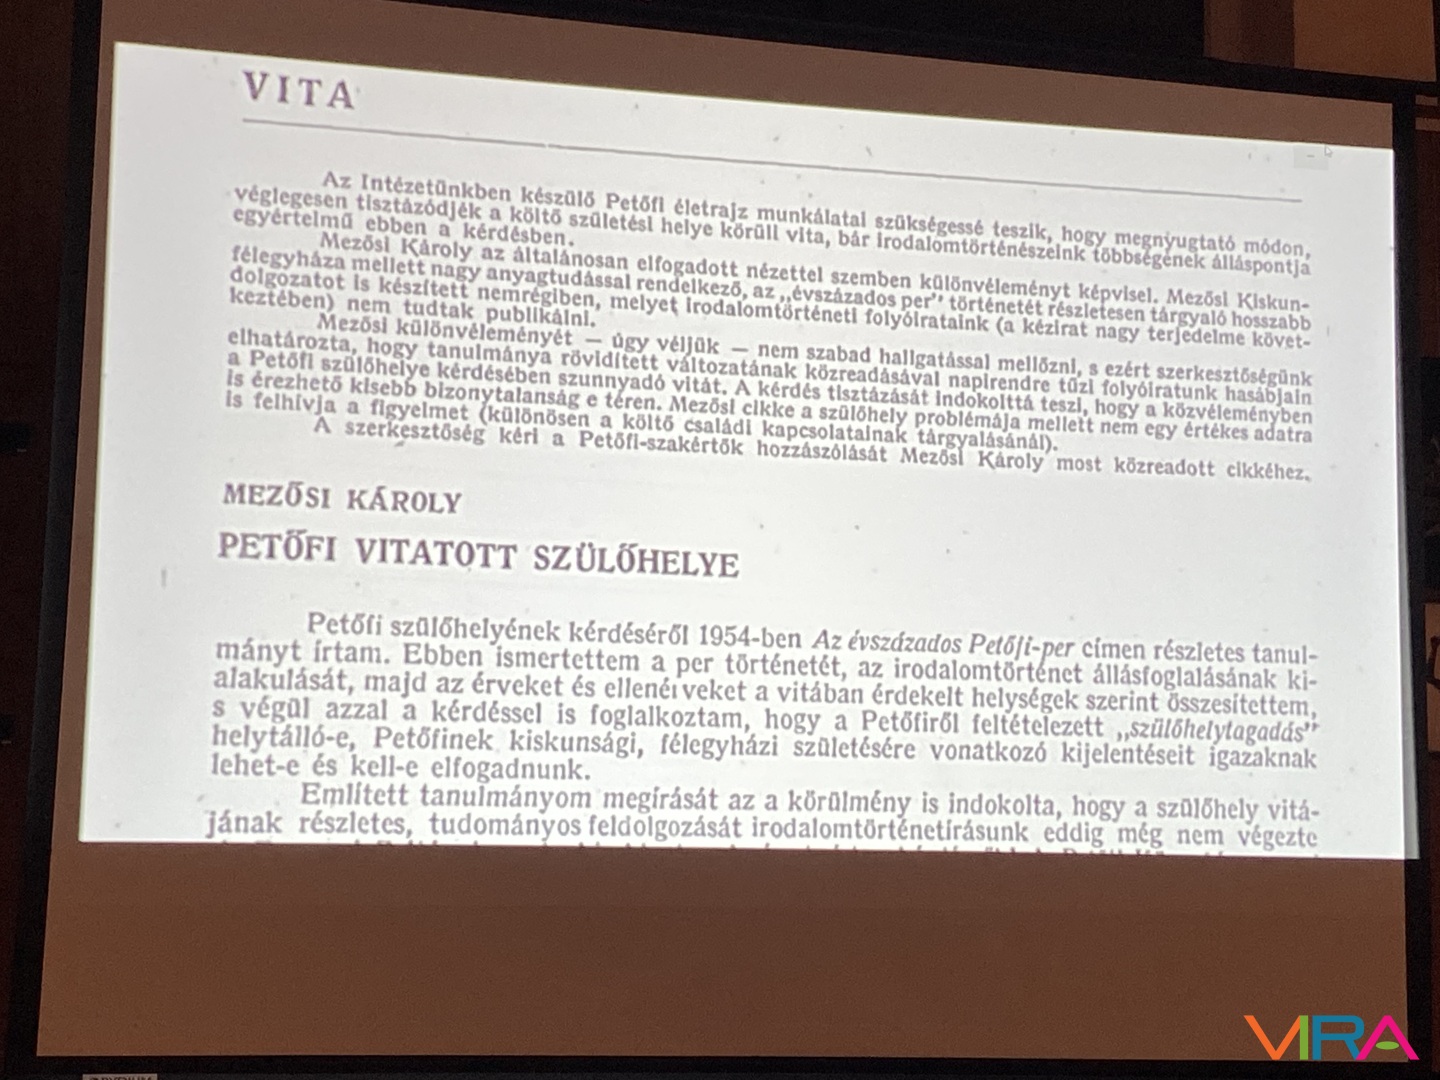 VITA
Az Intézetünkben készülő Petőfi életrajz munkálatai szükségessé teszik, hogy megnyugtató módon,
véglegesen tisztázódjék a költő születési helye körüli vita, bár irodalomtörténészeink többségének álláspontja
egyértelmű ebben a kérdésben.
Mezősi Károly az általánosan elfogadott nézettel szemben különvéleményt képvisel. Mezősi Kiskun-
félegyháza mellett nagy anyagtudással rendelkező, az „évszázados per” történetét részletesen tárgyaló hosszabb
dolgozatot is készített nemrégiben, melyet irodalomtörténeti folyóirataink (a kézirat nagy terjedelme követ-
keztében) nem tudtak publikálni.
Mezősi különvéleményét — úgy véljük — nem szabad hallgatással mellőzni, s ezért szerkesztőségünk
elhatározta, hogy tanulmánya rövidített változatának közreadásával napirendre tűzi folyóiratunk hasábjain
a Petőfi szülőhelye kérdésében szunnyadó vitát. A kérdés tisztázását indokolttá teszi, hogy a közvéleményben
is érezhető kisebb bizonytalanság e téren. Mezősi cikke a szülőhely problémája mellett nem egy értékes adatra
is felhívja a figyelmet (különösen a költő családi kapcsolatainak tárgyalásánál).
A szerkesztőség kéri a Petőfi-szakértők hozzászólását Mezősi Károly most közreadott cikkéhez.
MEZŐSI KÁROLY
PETŐFI VITATOTT SZÜLŐHELYE
Petőfi szülőhelyének kérdéséről 1954-ben Az évszázados Petőfi-per címen részletes tanul-
mányt írtam. Ebben ismertettem a per történetét, az irodalomtörténet állásfoglalásának ki-
alakulását, majd az érveket és ellenérveket a vitában érdekelt helységek szerint összesítettem,
s végül azzal a kérdéssel is foglalkoztam, hogy a Petőfiről feltételezett „szülőhelytagadás”
helytálló-e, Petőfinek kiskunsági, félegyházi születésére vonatkozó kijelentéseit igazaknak
lehet-e és kell-e elfogadnunk.
Említett tanulmányom megírását az a körülmény is indokolta, hogy a szülőhely vitá-
jának részletes, tudományos feldolgozását irodalomtörténetírásunk eddig még nem végezte
VIRA